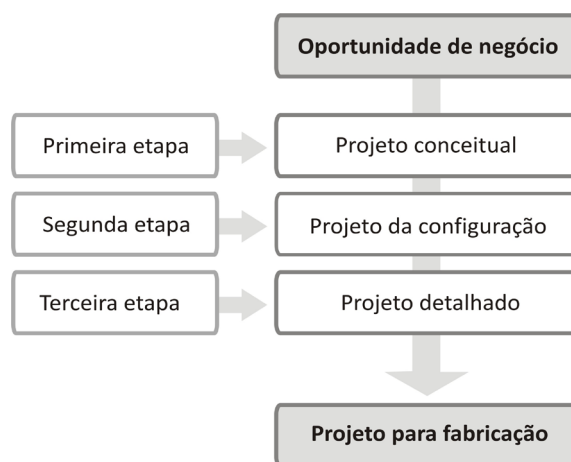 Oportunidade de negócio
Primeira etapa
Projeto conceitual
Segunda etapa
Projeto da configuração
Terceira etapa
Projeto detalhado
Projeto para fabricação